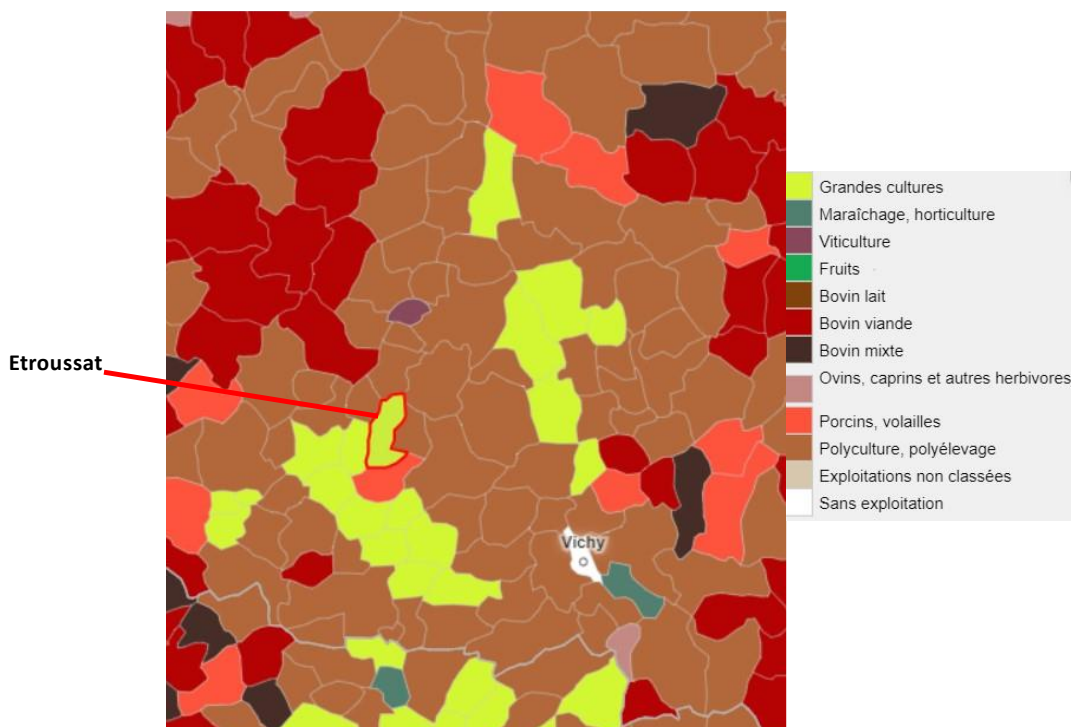 Etroussat
Vichy
Grandes cultures
Maraîchage, horticulture
Viticulture
Fruits
Bovin lait
Bovin viande
Bovin mixte
Ovins, caprins et autres herbivores
Porcins, volailles
Polyculture, polyélevage
Exploitations non classées
Sans exploitation